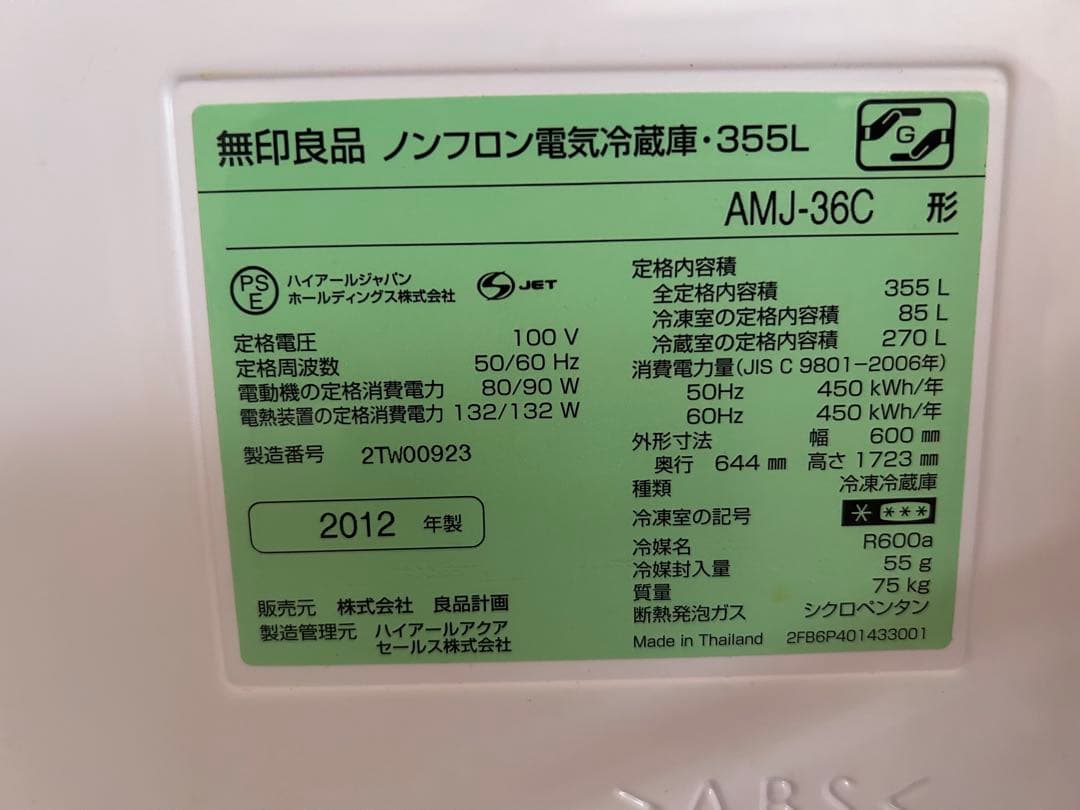 無印良品 ノンフロン電気冷蔵庫・355L
G
AMJ-36C 形
PS
E
ハイアールジャパン
ホールディングス株式会社
S JET
定格電圧 100 V
定格周波数 50/60 Hz
電動機の定格消費電力 80/90 W
電熱装置の定格消費電力 132/132 W
製造番号 2TW00923
2012 年製
販売元 株式会社 良品計画
製造管理元 ハイアールアクア
セールス株式会社
定格内容積
全定格内容積 355 L
冷凍室の定格内容積 85 L
冷蔵室の定格内容積 270 L
消費電力量(JIS C 9801-2006年)
50Hz 450 kWh/年
60Hz 450 kWh/年
外形寸法 幅 600 mm
奥行 644 mm 高さ 1723 mm
種類 冷凍冷蔵庫
冷凍室の記号 * ***
冷媒名 R600a
冷媒封入量 55 g
質量 75 kg
断熱発泡ガス シクロペンタン
Made in Thailand 2FB6P401433001
>ABS<